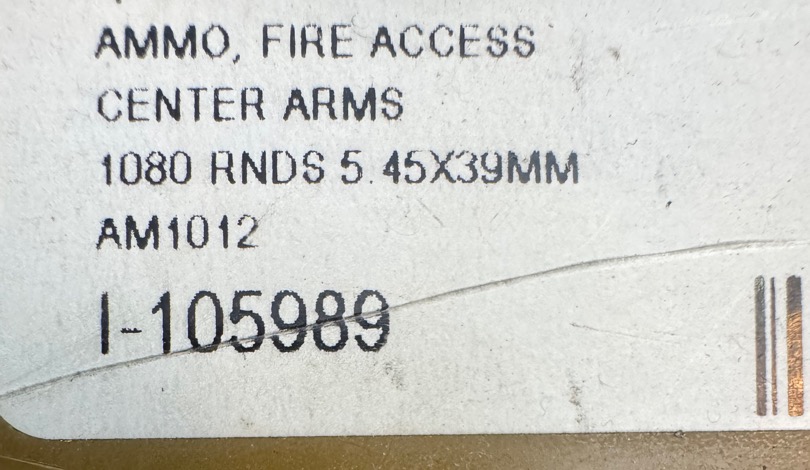 AMMO, FIRE ACCESS
CENTER ARMS
1080 RNDS 5.45X39MM
AM1012
I-105989